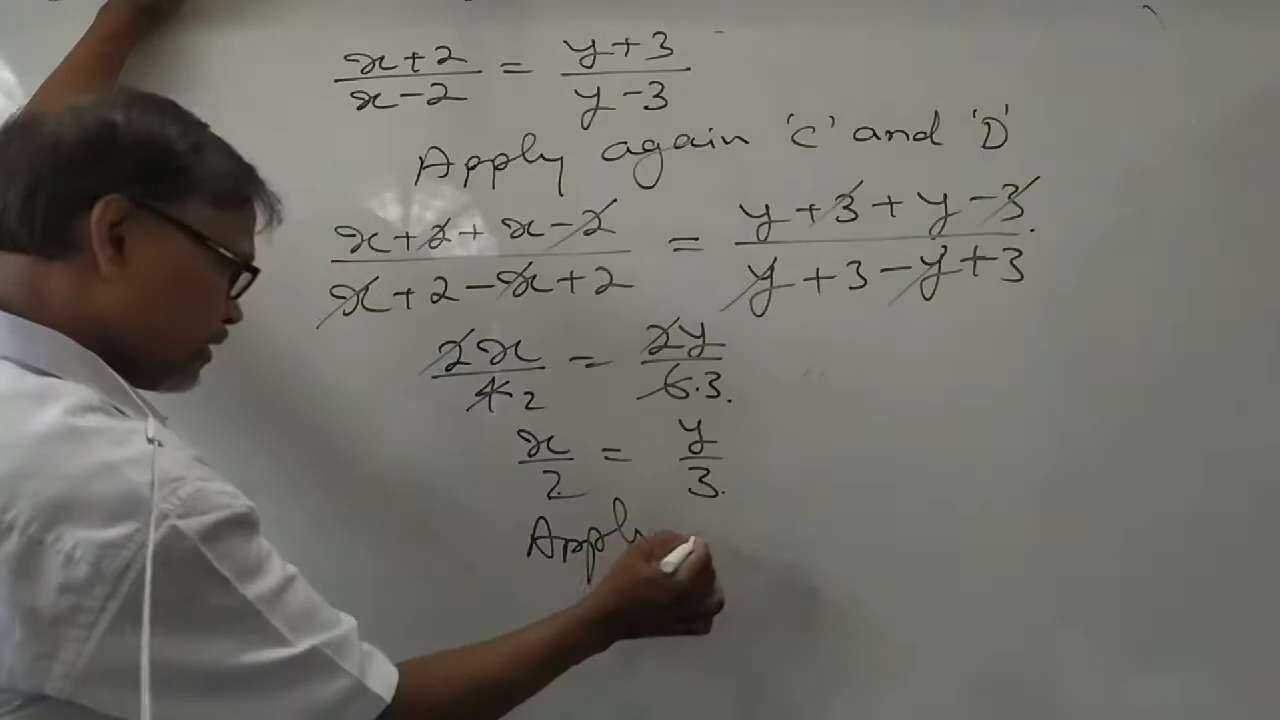 x+2/x-2 = y+3/y-3
Apply again 'C' and 'D'
x+2+x-2/x+2-x+2 = y+3+y-3/y+3-y+3
2x/4 2 = 2y/6.3.
x/2 = y/3.
Apply